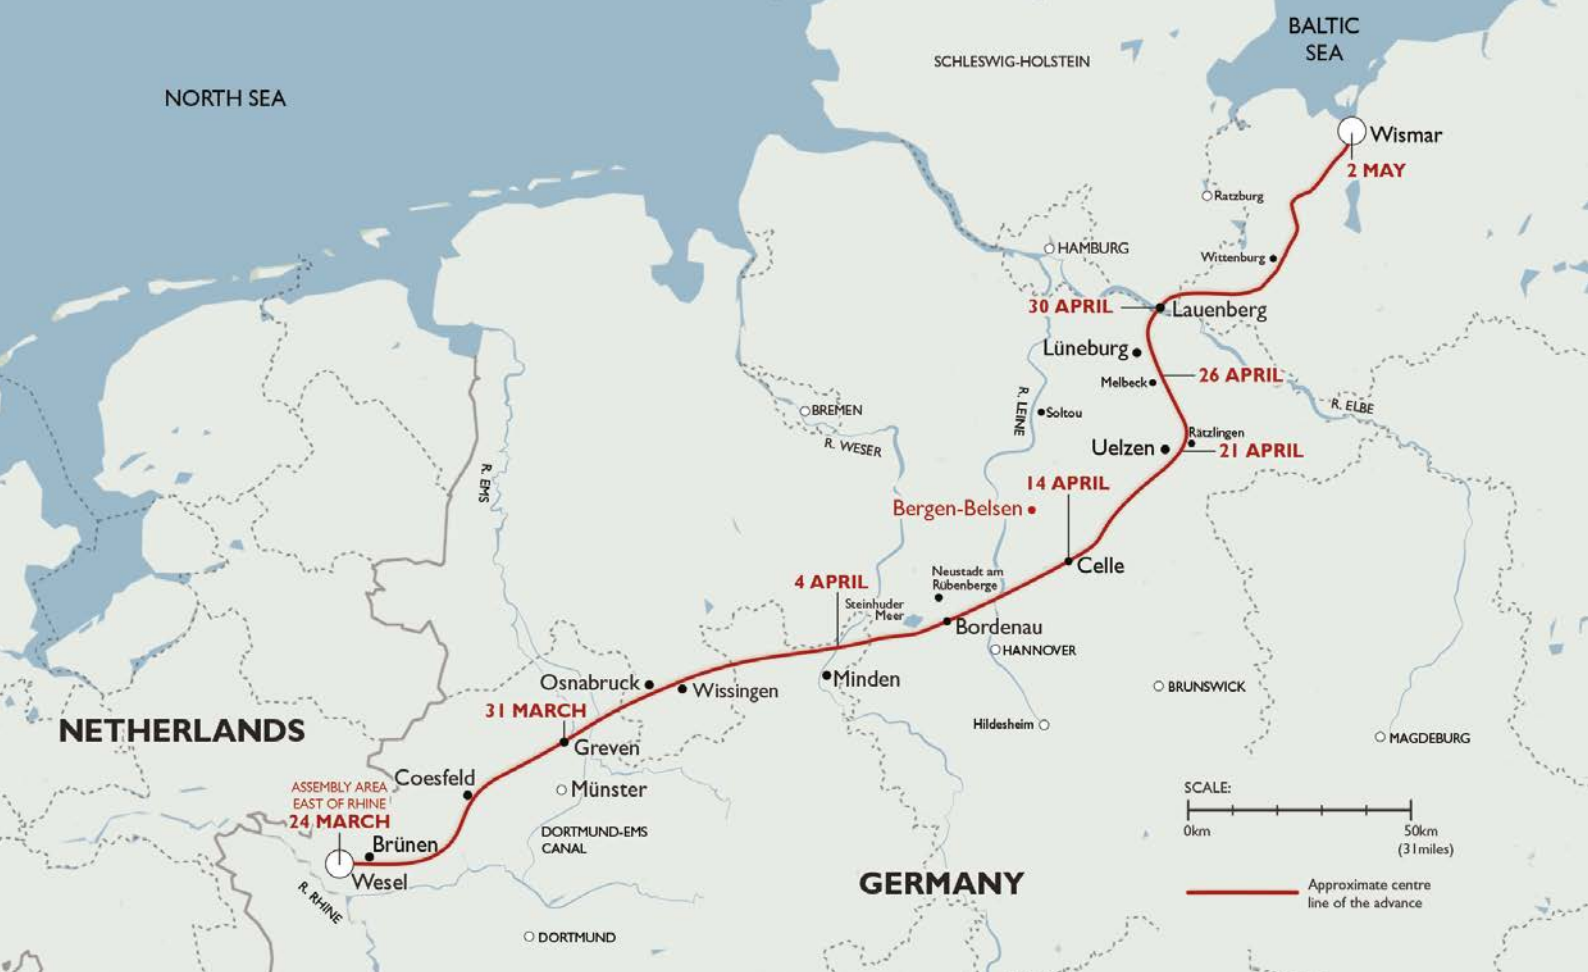 BALTIC
SEA
SCHLESWIG-HOLSTEIN
NORTH SEA
Wismar
2 MAY
Ratzburg
HAMBURG
Wittenburg
30 APRIL
Lauenberg
Lüneburg
26 APRIL
Melbeck
R. ELBE
R. LEINE
Soltou
BREMEN
R. WESER
Rätzlingen
Uelzen
21 APRIL
R. EMS
14 APRIL
Bergen-Belsen
Celle
Neustadt am
Rübenberge
4 APRIL
Steinhuder
Meer
Bordenau
HANNOVER
Osnabruck
Wissingen
Minden
BRUNSWICK
31 MARCH
NETHERLANDS
Hildesheim
MAGDEBURG
Greven
Coesfeld
Münster
ASSEMBLY AREA
EAST OF RHINE
24 MARCH
SCALE:
0km
50km
(31miles)
DORTMUND-EMS
CANAL
Brünen
Wesel
GERMANY
R. RHINE
Approximate centre
line of the advance
DORTMUND